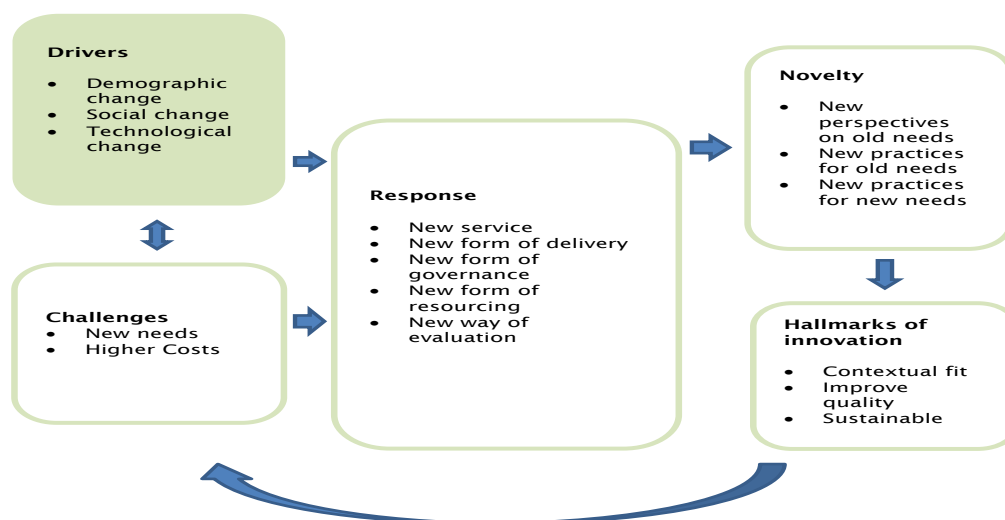 Drivers
• Demographic
change
• Social change
• Technological
change
Challenges
• New needs
• Higher Costs
Response
• New service
• New form of delivery
• New form of
governance
• New form of
resourcing
• New way of
evaluation
Novelty
• New
perspectives
on old needs
• New practices
for old needs
• New practices
for new needs
Hallmarks of
innovation
• Contextual fit
• Improve
quality
• Sustainable